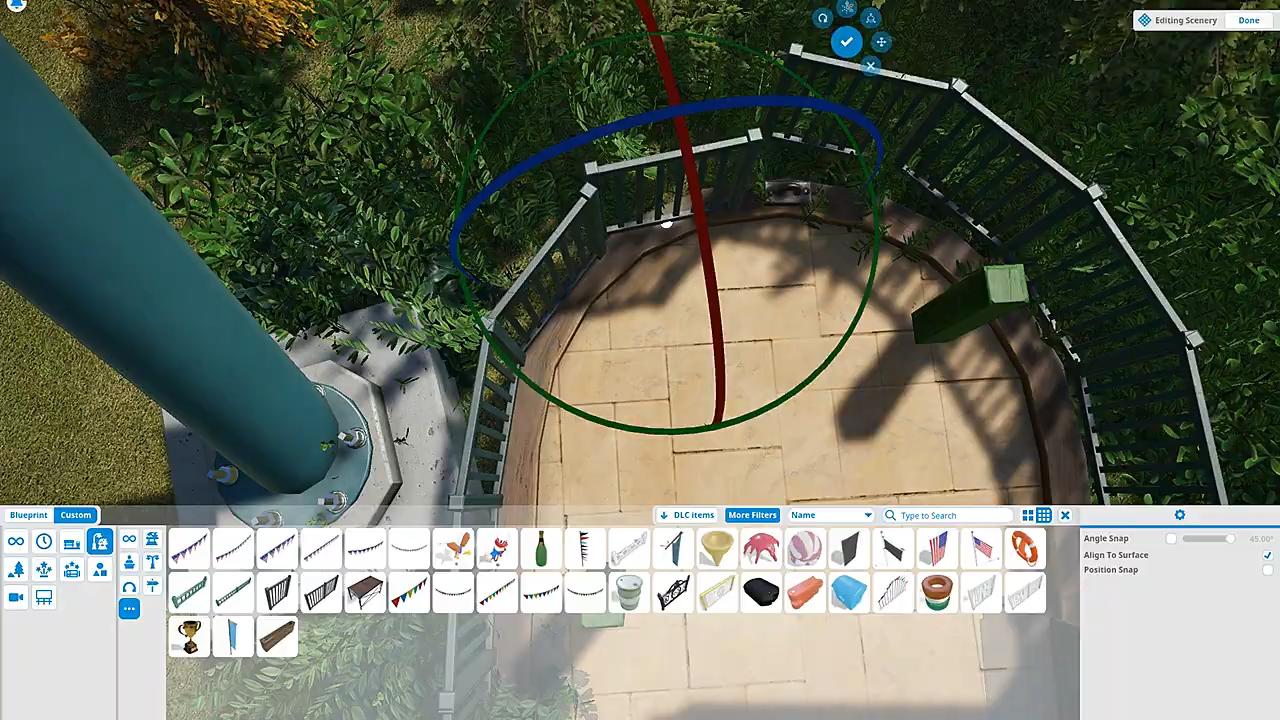 Editing Scenery Done
Blueprint Custom
DLC items More Filters Name Type to Search
Angle Snap 45.00°
Align To Surface
Position Snap